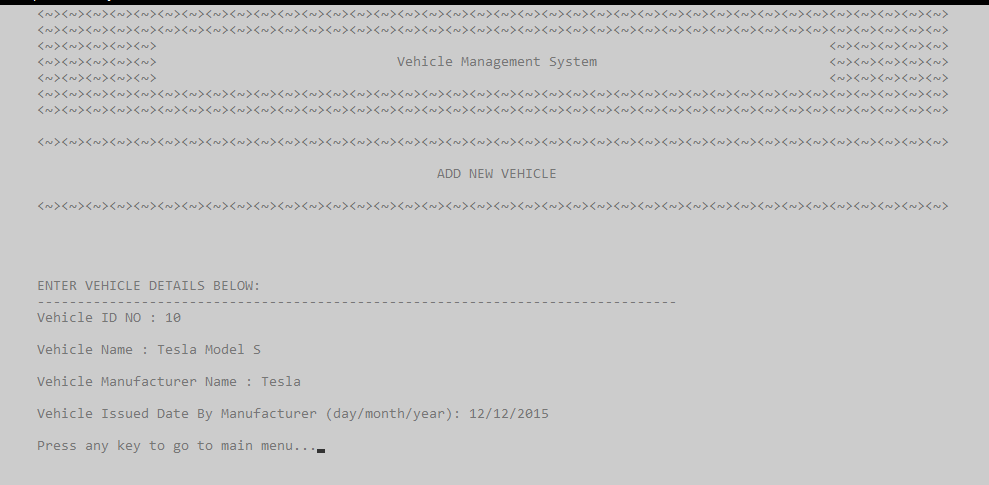 <~><~><~><~><~><~><~><~><~><~><~><~><~><~><~><~><~><~><~><~><~><~><~><~><~><~><~><~><~><~><~><~><~><~><~><~><~><~>
<~><~><~><~><~><~><~><~><~><~><~><~><~><~><~><~><~><~><~><~><~><~><~><~><~><~><~><~><~><~><~><~><~><~><~><~><~><~>
<~><~><~><~><~> <~><~><~><~><~>
<~><~><~><~><~> Vehicle Management System <~><~><~><~><~>
<~><~><~><~><~> <~><~><~><~><~>
<~><~><~><~><~><~><~><~><~><~><~><~><~><~><~><~><~><~><~><~><~><~><~><~><~><~><~><~><~><~><~><~><~><~><~><~><~><~>
<~><~><~><~><~><~><~><~><~><~><~><~><~><~><~><~><~><~><~><~><~><~><~><~><~><~><~><~><~><~><~><~><~><~><~><~><~><~>
<~><~><~><~><~><~><~><~><~><~><~><~><~><~><~><~><~><~><~><~><~><~><~><~><~><~><~><~><~><~><~><~><~><~><~><~><~><~>
ADD NEW VEHICLE
<~><~><~><~><~><~><~><~><~><~><~><~><~><~><~><~><~><~><~><~><~><~><~><~><~><~><~><~><~><~><~><~><~><~><~><~><~><~>
ENTER VEHICLE DETAILS BELOW:
--------------------------------------------------------------------------------
Vehicle ID NO : 10
Vehicle Name : Tesla Model S
Vehicle Manufacturer Name : Tesla
Vehicle Issued Date By Manufacturer (day/month/year): 12/12/2015
Press any key to go to main menu...